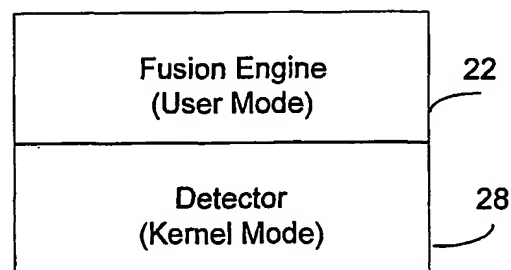 Fusion Engine
(User Mode)
22
Detector
(Kernel Mode)
28